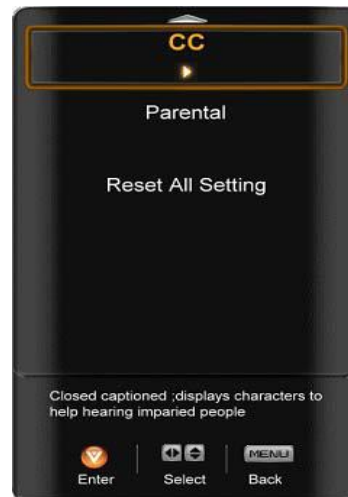 CC
Parental
Reset All Setting
Closed captioned ;displays characters to
help hearing imparied people
MENU
Enter
Select
Back